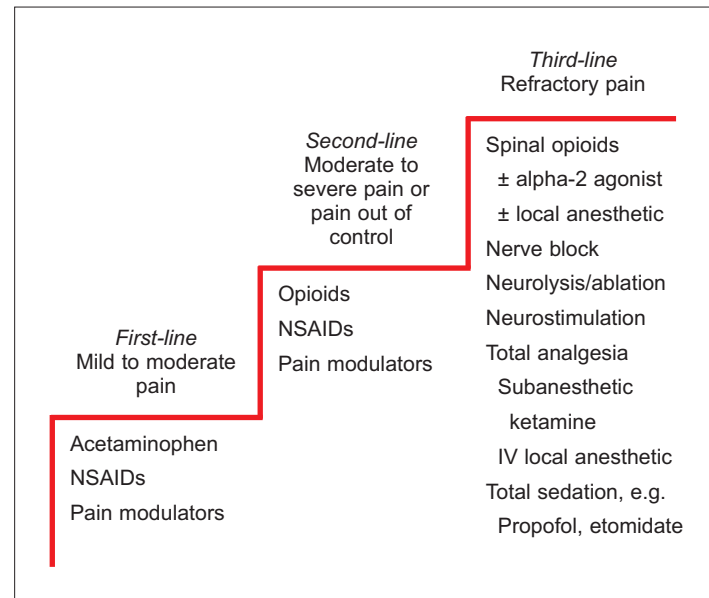 First-line
Mild to moderate
pain
Acetaminophen
NSAIDs
Pain modulators
Second-line
Moderate to
severe pain or
pain out of
control
Opioids
NSAIDs
Pain modulators
Third-line
Refractory pain
Spinal opioids
± alpha-2 agonist
± local anesthetic
Nerve block
Neurolysis/ablation
Neurostimulation
Total analgesia
Subanesthetic
ketamine
IV local anesthetic
Total sedation, e.g.
Propofol, etomidate